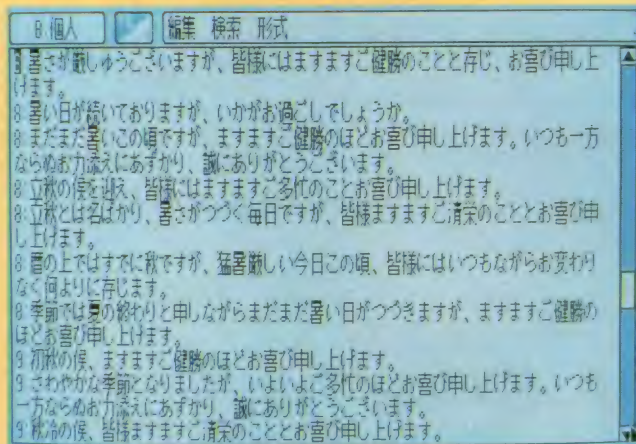 8 個人 編集 検索 形式
8 暑さが厳しゅうございますが、皆様にはますますご健勝のことと存じ、お喜び申し上
げます。
8 暑い日が続いておりますが、いかがお過ごしでしょうか。
8 まだまだ暑いこの頃ですが、ますますご健勝のほどお喜び申し上げます。いつも一方
ならぬお力添えにあずかり、誠にありがとうございます。
8 立秋の候を迎え、皆様にはますますご多忙のことお喜び申し上げます。
8 立秋とは名ばかり、暑さがつづく毎日ですが、皆様ますますご清栄のこととお喜び申
し上げます。
8 暦の上ではすでに秋ですが、猛暑厳しい今日この頃、皆様にはいつもながらお変わり
なく何よりに存じます。
8 季節では夏の終わりと申しながらまだまだ暑い日がつづきますが、ますますご健勝の
ほどお喜び申し上げます。
9 初秋の候、ますますご健勝のほどお喜び申し上げます。
9 さわやかな季節となりましたが、いよいよご多忙のほどお喜び申し上げます。いつも
一方ならぬお力添えにあずかり、誠にありがとうございます。
9 秋冷の候、皆様ますますご清栄のこととお喜び申し上げます。